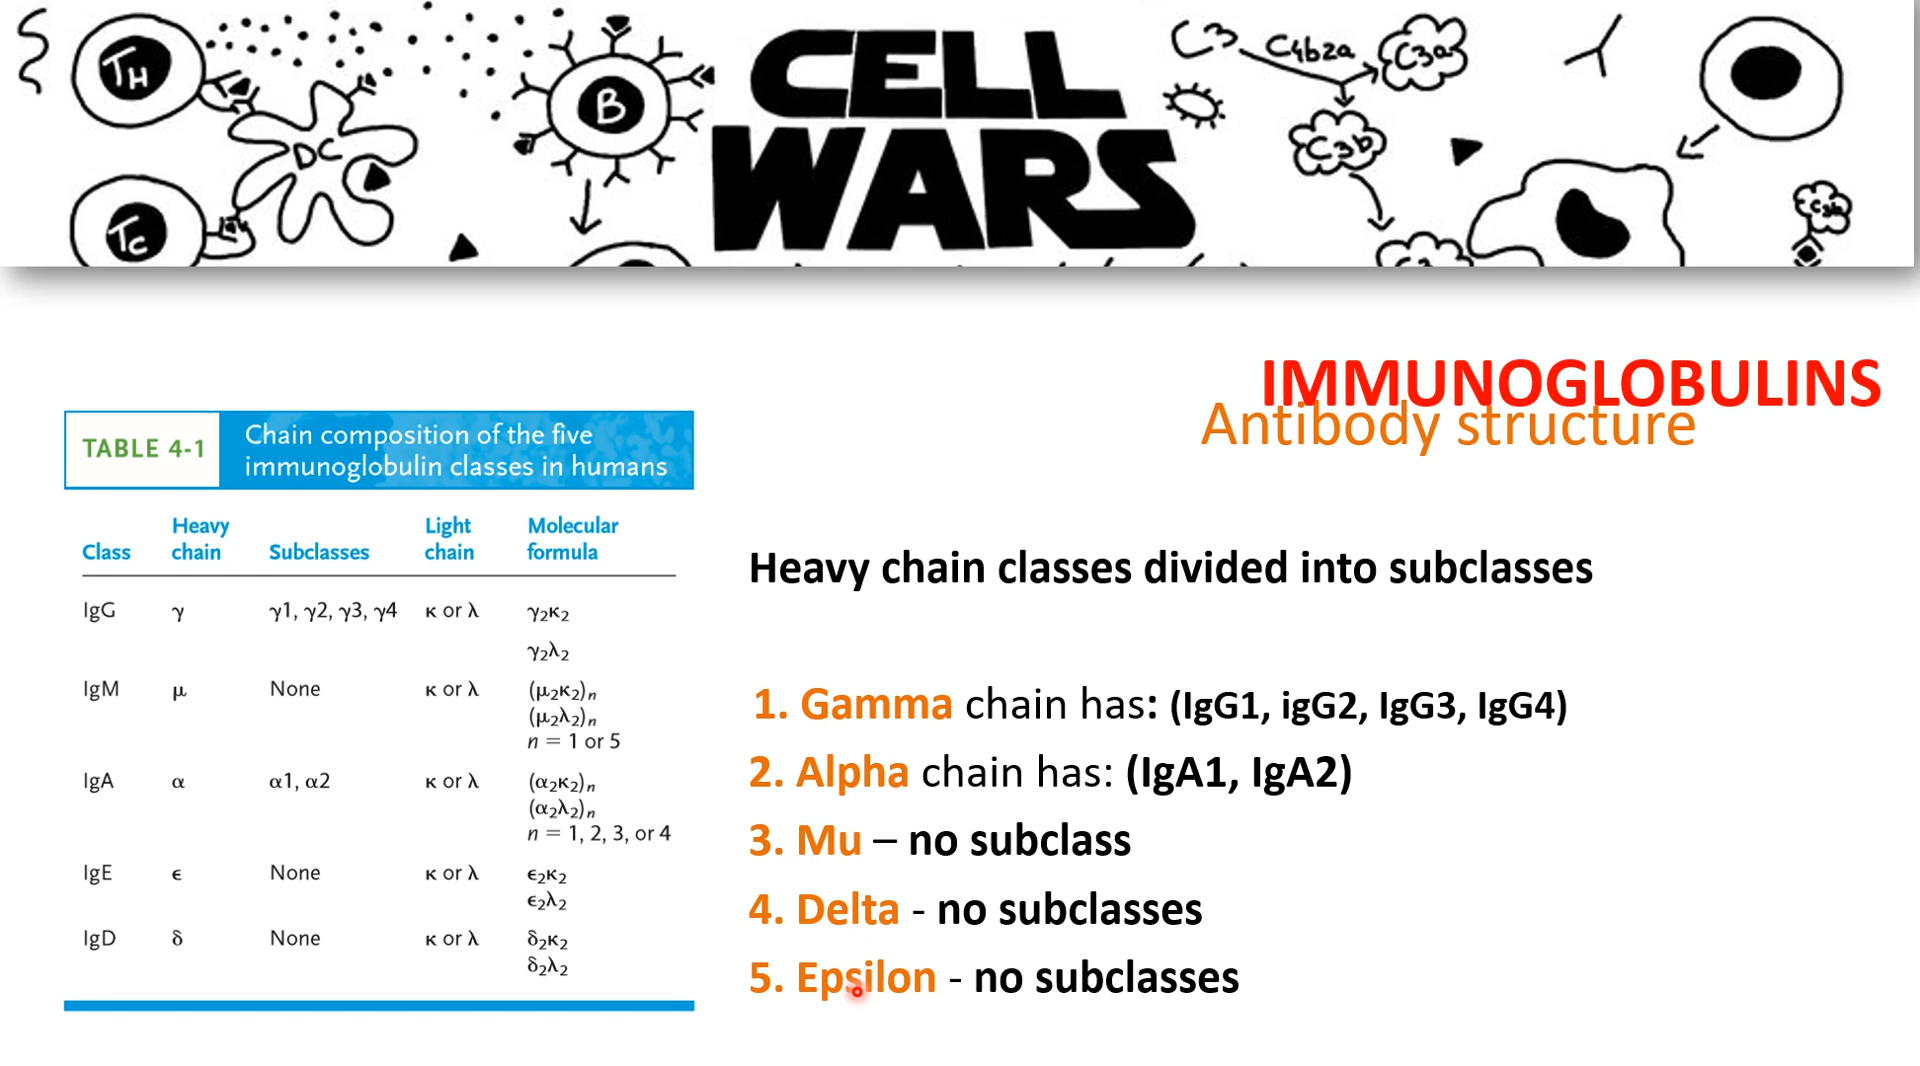 TH
DC
Tc
B
CELL
WARS
C3
C4b2a
C3a
C3b
IMMUNOGLOBULINS
Antibody structure
TABLE 4-1
Chain composition of the five
immunoglobulin classes in humans
Class Heavy chain Subclasses Light chain Molecular formula
IgG γ γ1, γ2, γ3, γ4 κ or λ γ₂κ₂
γ₂λ₂
IgM μ None κ or λ (μ₂κ₂)ₙ
(μ₂λ₂)ₙ
n = 1 or 5
IgA α α1, α2 κ or λ (α₂κ₂)ₙ
(α₂λ₂)ₙ
n = 1, 2, 3, or 4
IgE ϵ None κ or λ ϵ₂κ₂
ϵ₂λ₂
IgD δ None κ or λ δ₂κ₂
δ₂λ₂
Heavy chain classes divided into subclasses
1. Gamma chain has: (IgG1, igG2, IgG3, IgG4)
2. Alpha chain has: (IgA1, IgA2)
3. Mu – no subclass
4. Delta - no subclasses
5. Epsilon - no subclasses